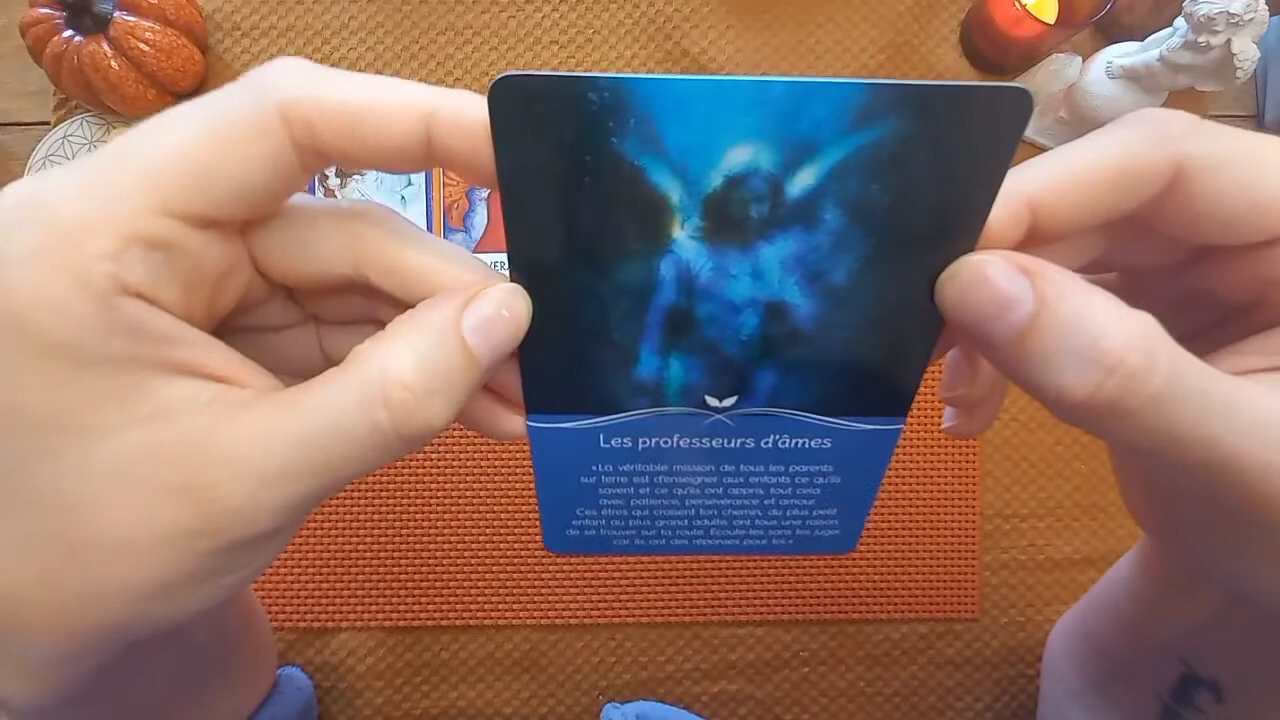 VER
Les professeurs d'âmes
«La véritable mission de tous les parents
sur terre est d'enseigner aux enfants ce qu'ils
savent et ce qu'ils ont appris, tout cela
avec patience, persévérance et amour.
Ces êtres qui croisent ton chemin, du plus petit
enfant au plus grand adulte, ont tous une raison
de se trouver sur ta route. Écoute-les sans les juger,
car ils ont des réponses pour toi.»